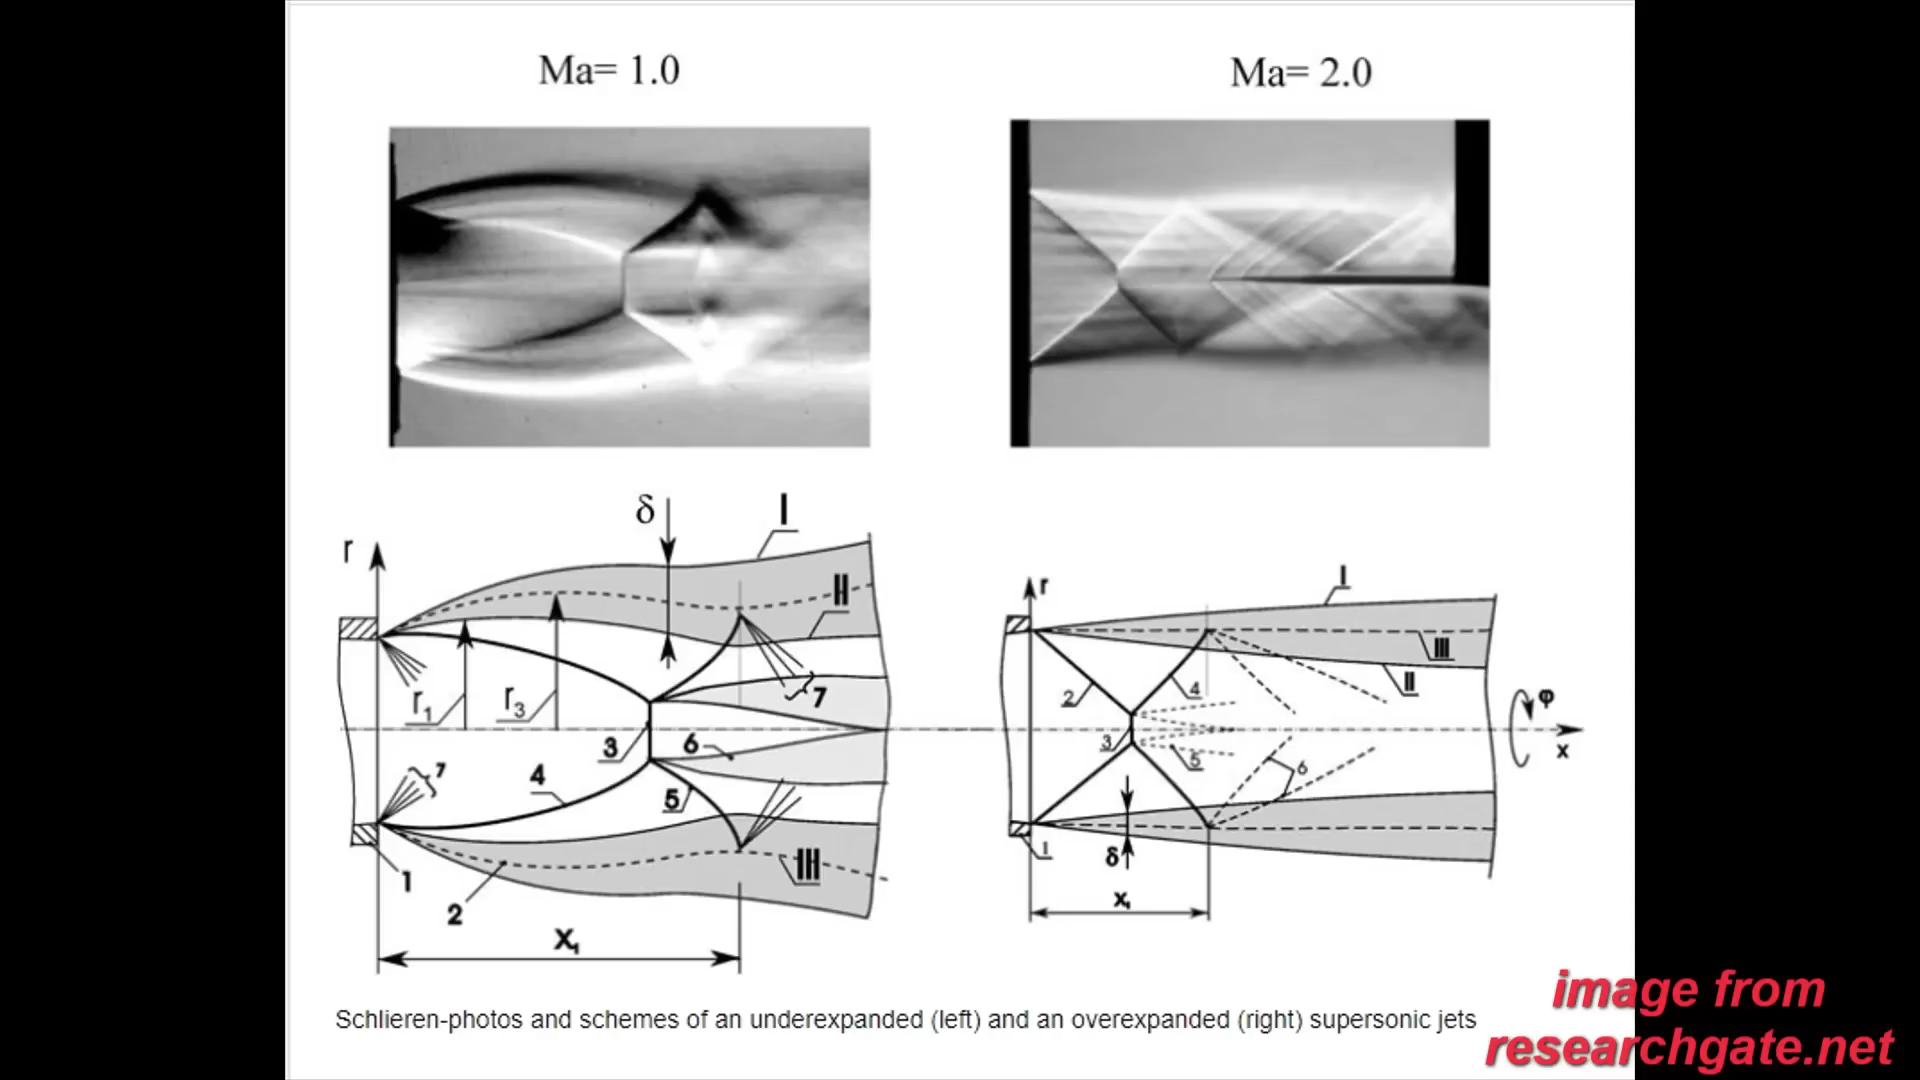 Ma= 1.0
Ma= 2.0
δ
I
r
II
r₁
r₃
7
3
6
7
4
5
III
1
2
X₁
I
r
III
II
2
4
φ
3
x
5
6
1
δ
X₁
Schlieren-photos and schemes of an underexpanded (left) and an overexpanded (right) supersonic jets
image from
researchgate.net